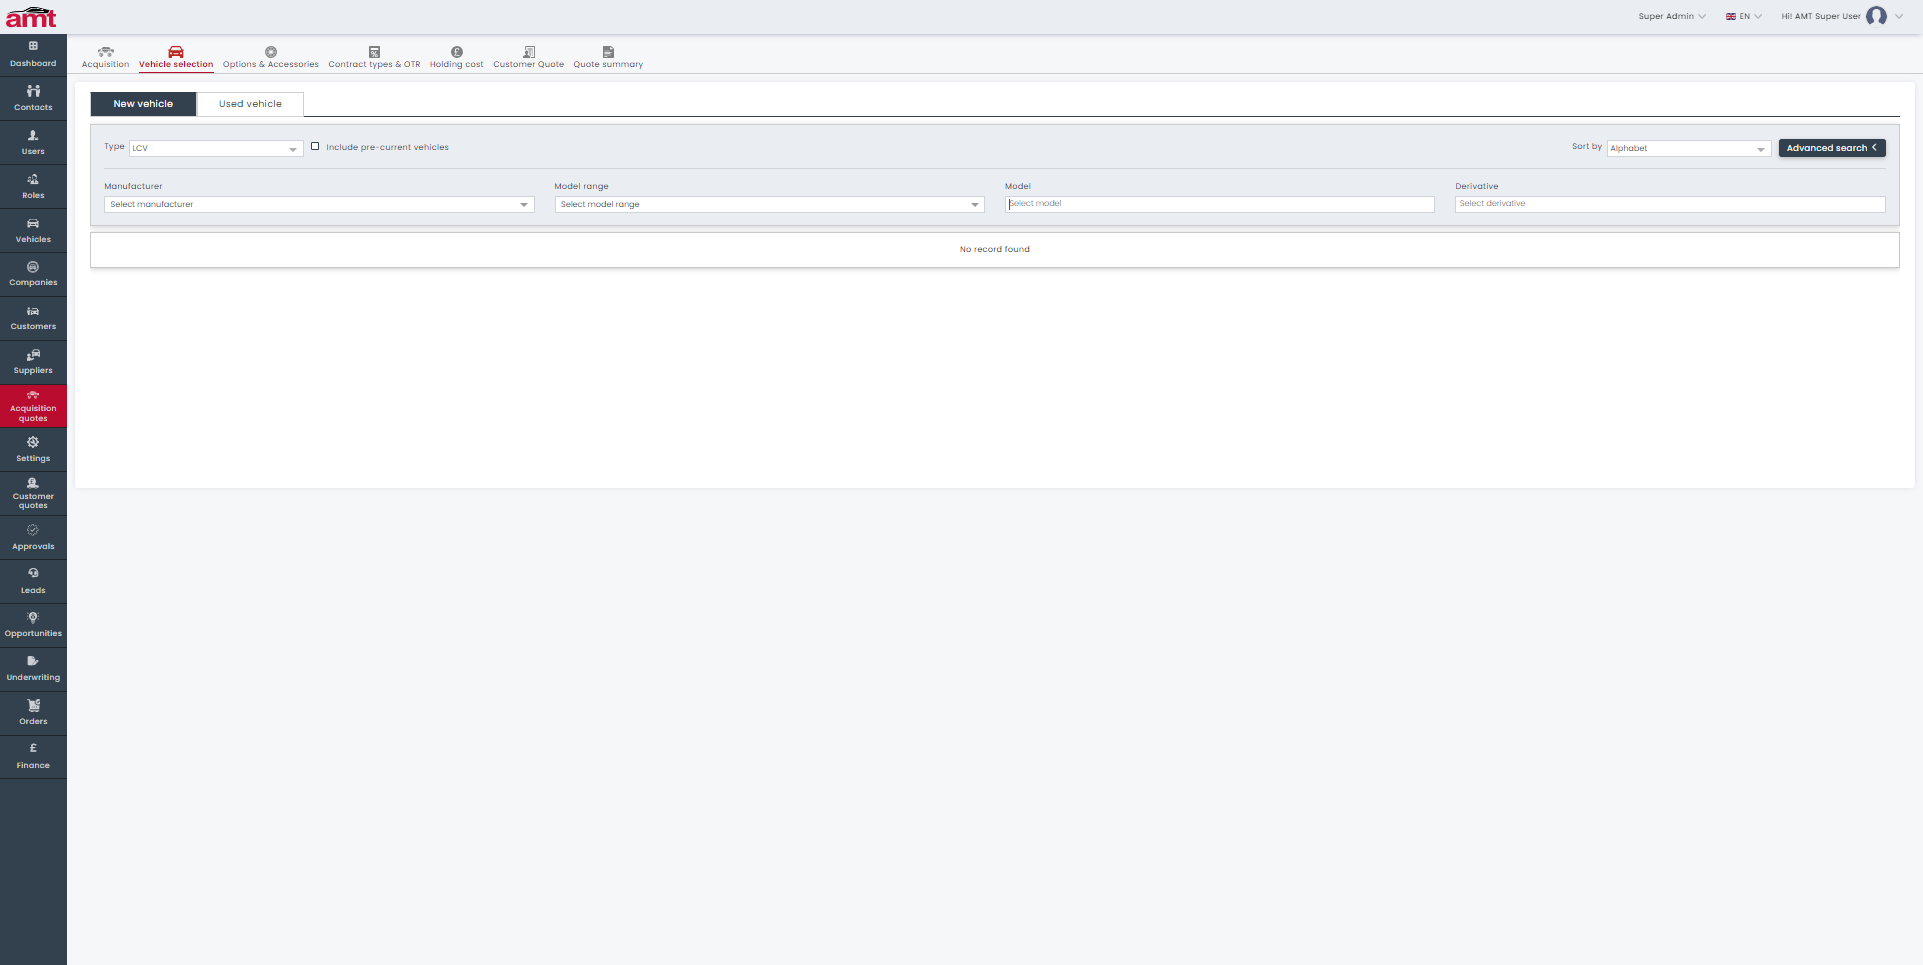 amt
Super Admin
EN
Hi! AMT Super User
Dashboard
Contacts
Users
Roles
Vehicles
Companies
Customers
Suppliers
Acquisition
quotes
Settings
Customer
quotes
Approvals
Leads
Opportunities
Underwriting
Orders
£
Finance
Acquisition
Vehicle selection
Options & Accessories
Contract types & OTR
Holding cost
Customer Quote
Quote summary
New vehicle
Used vehicle
Type
LCV
Include pre-current vehicles
Sort by
Alphabet
Advanced search
Manufacturer
Select manufacturer
Model range
Select model range
Model
Select model
Derivative
Select derivative
No record found